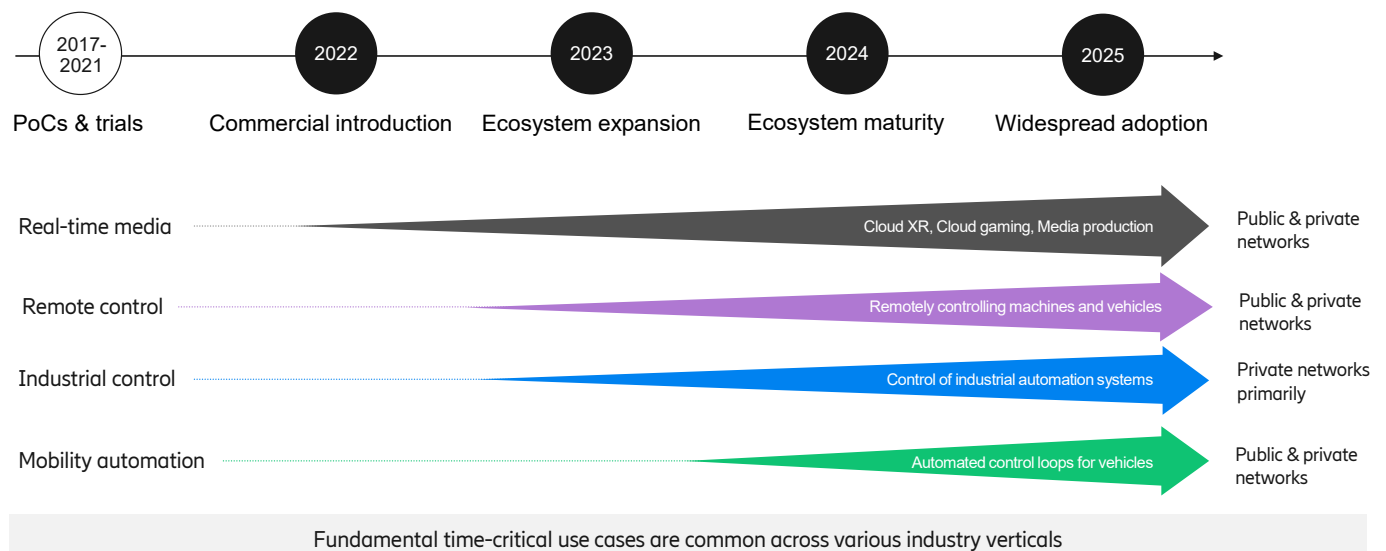 2017-
2021
2022
2023
2024
2025
PoCs & trials
Commercial introduction
Ecosystem expansion
Ecosystem maturity
Widespread adoption
Real-time media
Cloud XR, Cloud gaming, Media production
Public & private
networks
Remote control
Remotely controlling machines and vehicles
Public & private
networks
Industrial control
Control of industrial automation systems
Private networks
primarily
Mobility automation
Automated control loops for vehicles
Public & private
networks
Fundamental time-critical use cases are common across various industry verticals